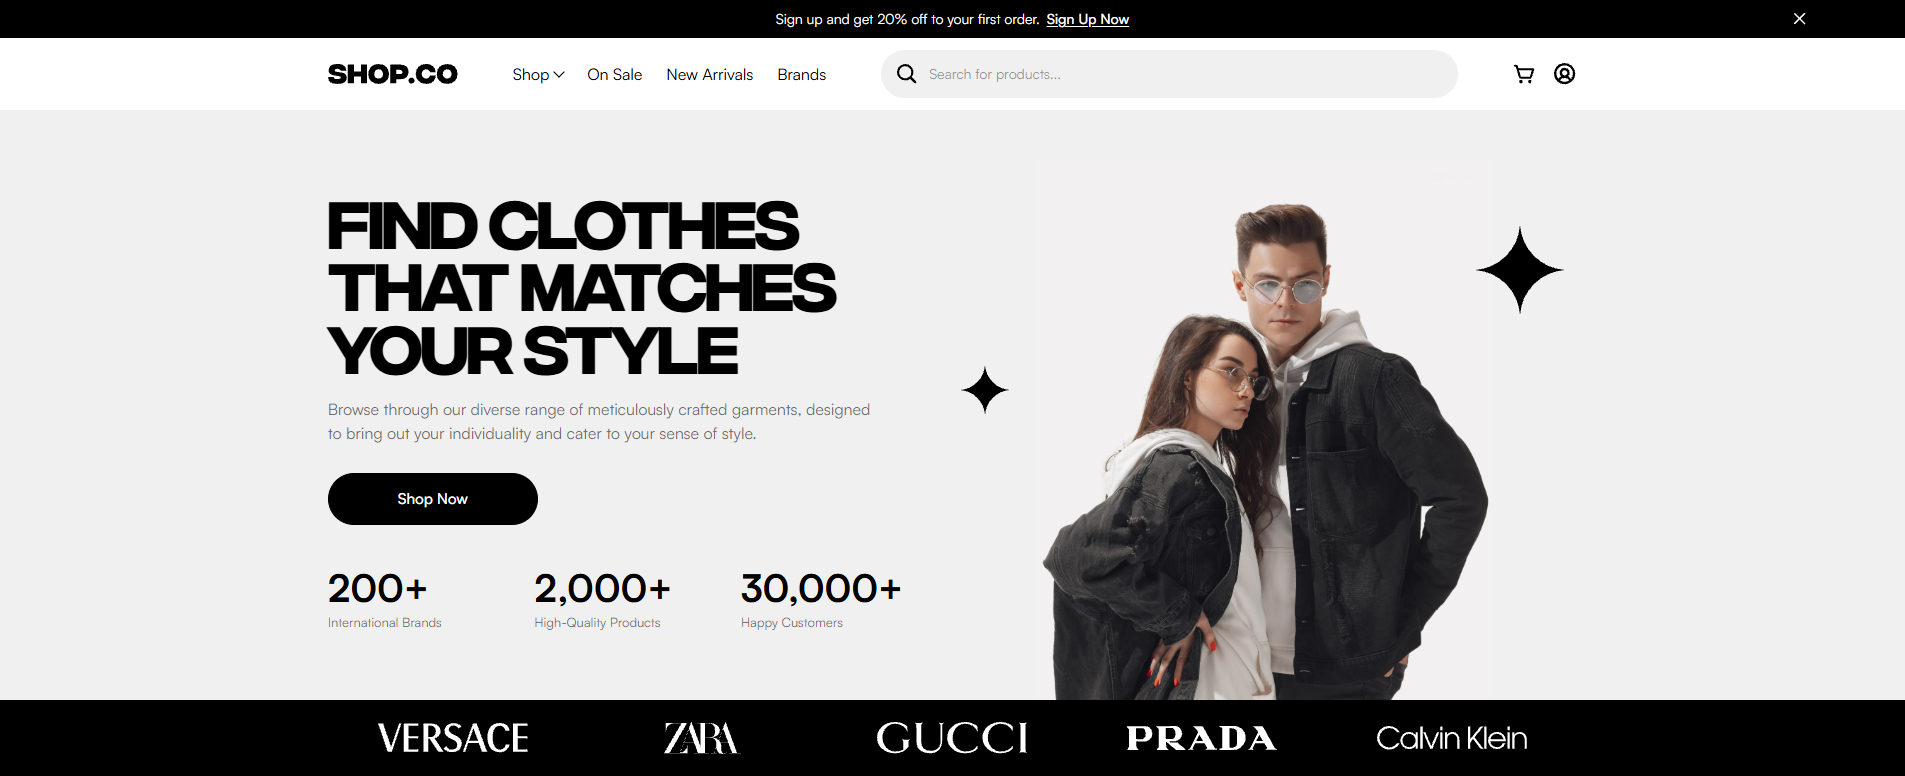 Sign up and get 20% off to your first order. Sign Up Now
SHOP.CO
Shop
On Sale
New Arrivals
Brands
Search for products...
FIND CLOTHES
THAT MATCHES
YOUR STYLE
Browse through our diverse range of meticulously crafted garments, designed
to bring out your individuality and cater to your sense of style.
Shop Now
200+
International Brands
2,000+
High-Quality Products
30,000+
Happy Customers
VERSACE
ZARA
GUCCI
PRADA
Calvin Klein